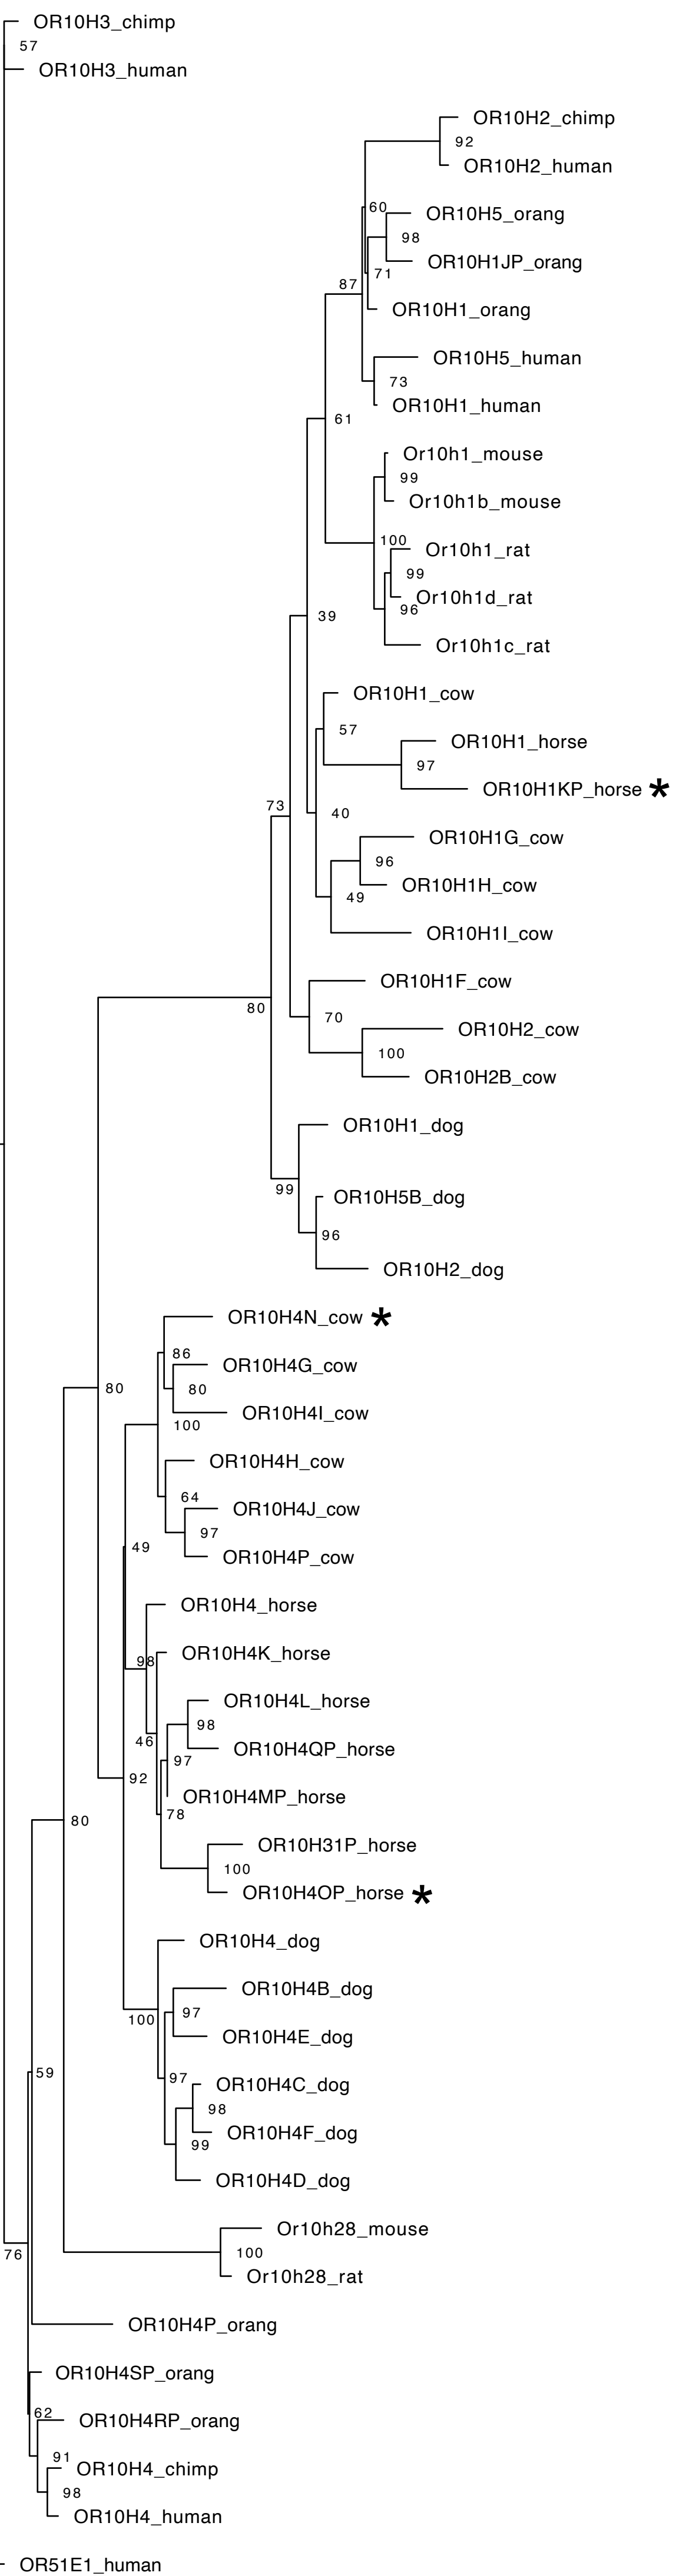 OR10H3_chimp
57
OR10H3_human
OR10H2_chimp
92
OR10H2_human
60
OR10H5_orang
98
OR10H1JP_orang
71
87
OR10H1_orang
OR10H5_human
73
OR10H1_human
61
Or10h1_mouse
99
Or10h1b_mouse
100
Or10h1_rat
99
Or10h1d_rat
96
39
Or10h1c_rat
OR10H1_cow
57
OR10H1_horse
97
OR10H1KP_horse *
73
40
OR10H1G_cow
96
OR10H1H_cow
49
OR10H1I_cow
OR10H1F_cow
80
70
OR10H2_cow
100
OR10H2B_cow
OR10H1_dog
99
OR10H5B_dog
96
OR10H2_dog
OR10H4N_cow *
86
OR10H4G_cow
80
80
OR10H4I_cow
100
OR10H4H_cow
64
OR10H4J_cow
97
49
OR10H4P_cow
OR10H4_horse
98
OR10H4K_horse
OR10H4L_horse
98
46
OR10H4QP_horse
97
92
OR10H4MP_horse
78
80
OR10H31P_horse
100
OR10H4OP_horse *
OR10H4_dog
OR10H4B_dog
97
100
OR10H4E_dog
59
97
OR10H4C_dog
98
OR10H4F_dog
99
OR10H4D_dog
Or10h28_mouse
76
100
Or10h28_rat
OR10H4P_orang
OR10H4SP_orang
62
OR10H4RP_orang
91
OR10H4_chimp
98
OR10H4_human
OR51E1_human